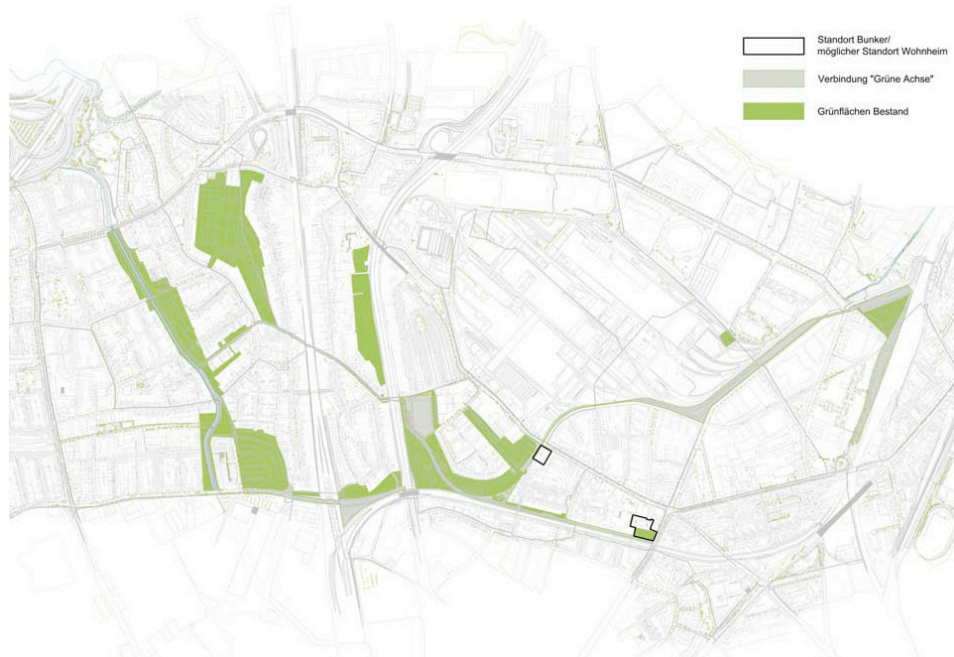 Standort Bunker/
möglicher Standort Wohnheim
Verbindung "Grüne Achse"
Grünflächen Bestand